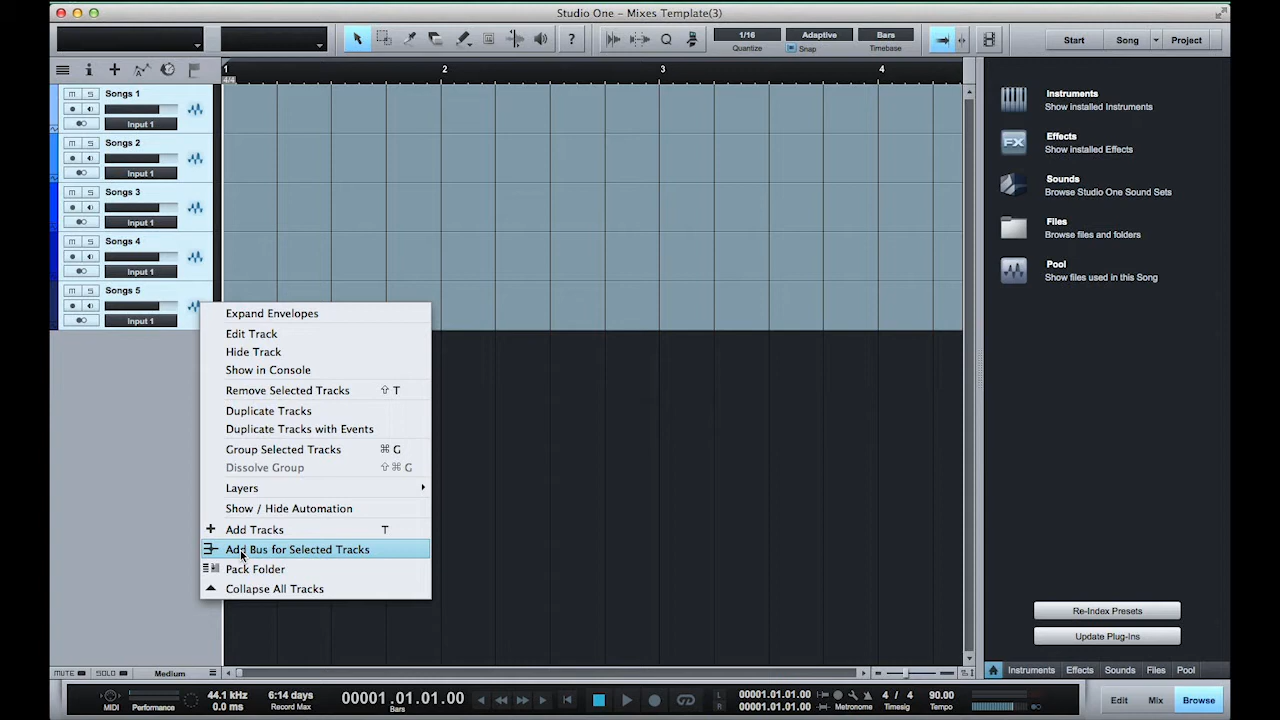 Studio One - Mixes Template(3)
1/16
Adaptive
Bars
Quantize
Snap
Timebase
Start
Song
Project
1
2
3
4
4/4
m s Songs 1
Input 1
m s Songs 2
Input 1
m s Songs 3
Input 1
m s Songs 4
Input 1
m s Songs 5
Input 1
Expand Envelopes
Edit Track
Hide Track
Show in Console
Remove Selected Tracks ⇧ T
Duplicate Tracks
Duplicate Tracks with Events
Group Selected Tracks ⌘ G
Dissolve Group ⇧⌘ G
Layers
Show / Hide Automation
Add Tracks T
Add Bus for Selected Tracks
Pack Folder
Collapse All Tracks
Instruments
Show installed Instruments
FX
Effects
Show installed Effects
Sounds
Browse Studio One Sound Sets
Files
Browse files and folders
Pool
Show files used in this Song
Re-Index Presets
Update Plug-Ins
Instruments Effects Sounds Files Pool
MUTE SOLO Medium
MIDI
Performance
44.1 kHz
0.0 ms
6:14 days
Record Max
00001.01.01.00
Bars
L 00001.01.01.00
R 00001.01.01.00
Metronome
4 / 4
Timesig
90.00
Tempo
Edit
Mix
Browse